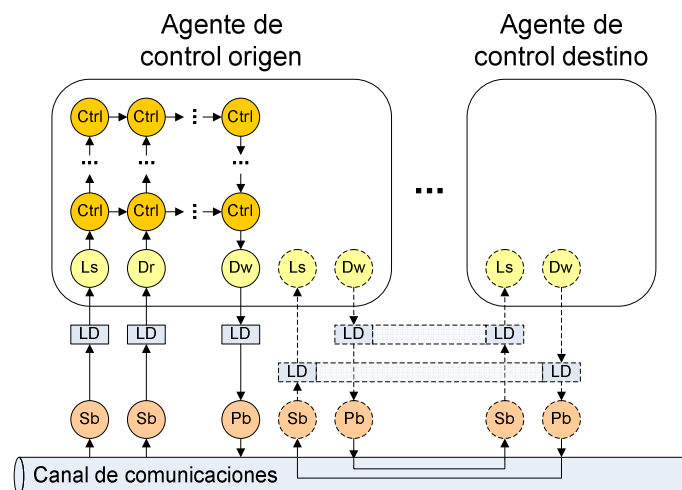 Agente de
control origen
Agente de
control destino
Ctrl Ctrl Ctrl
... ...
...
Ctrl Ctrl Ctrl
Ls Dr Dw Ls Dw Ls Dw
LD LD LD LD LD
LD LD
Sb Sb Pb Sb Pb Sb Pb
Canal de comunicaciones